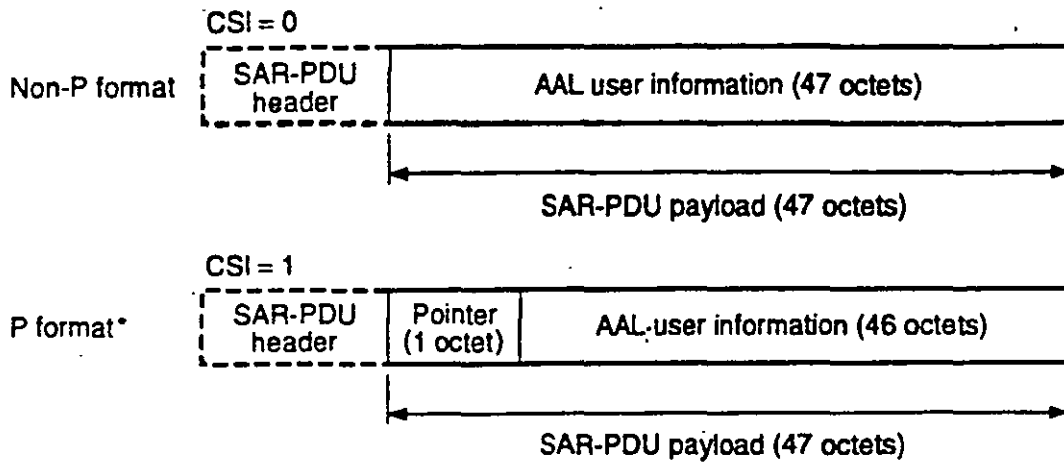 CSI = 0
Non-P format
SAR-PDU
header
AAL user information (47 octets)
SAR-PDU payload (47 octets)
CSI = 1
P format*
SAR-PDU
header
Pointer
(1 octet)
AAL user information (46 octets)
SAR-PDU payload (47 octets)